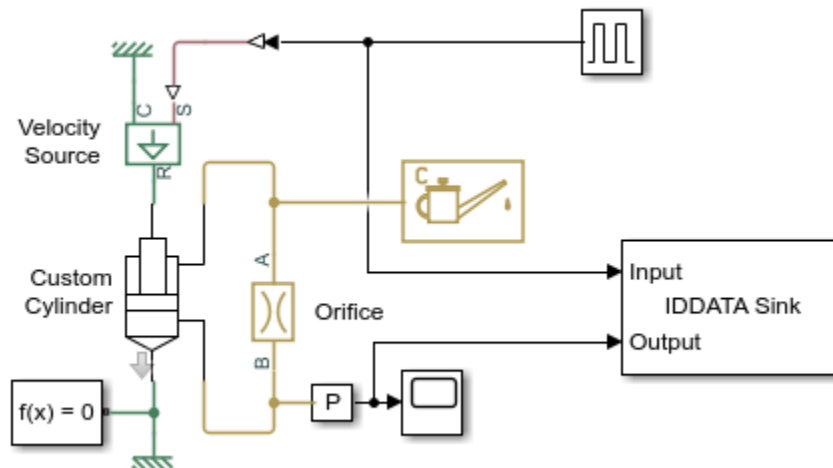 C
S
Velocity
Source
R
C
A
Custom
Cylinder
Input
IDDATA Sink
Orifice
Output
B
f(x) = 0
P